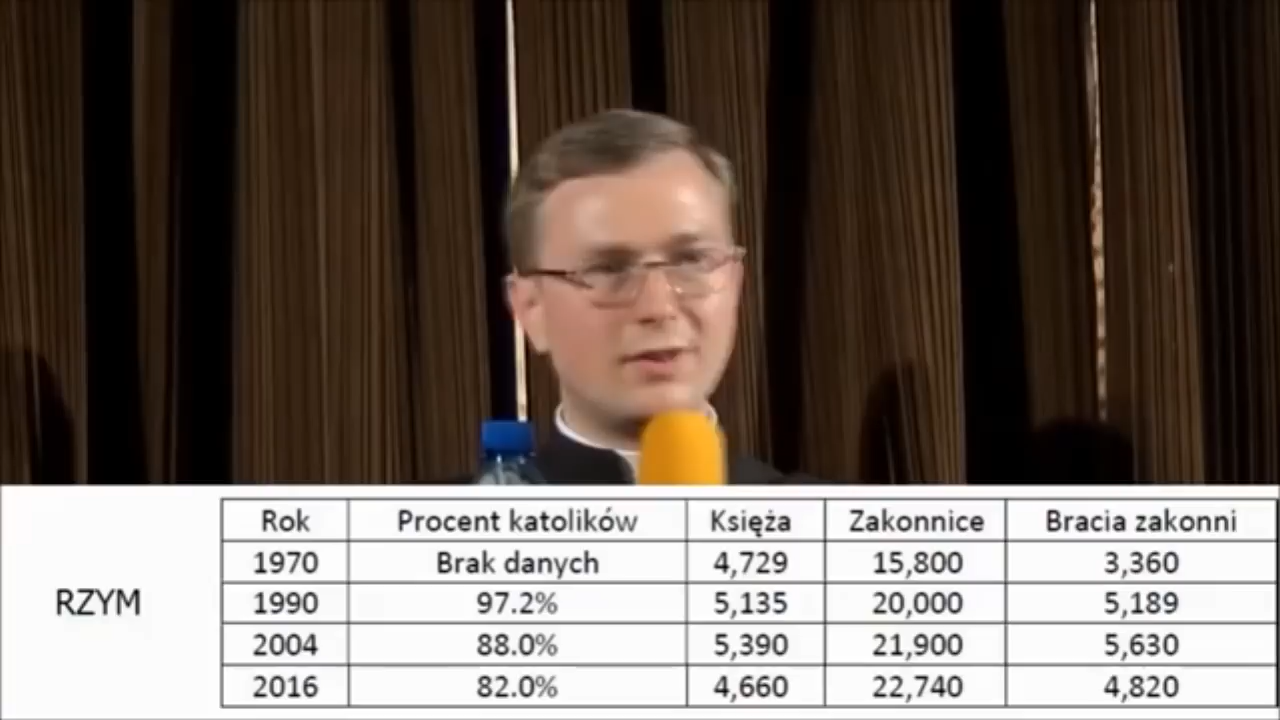 Rok Procent katolików Księża Zakonnice Bracia zakonni
1970 Brak danych 4,729 15,800 3,360
RZYM
1990 97.2% 5,135 20,000 5,189
2004 88.0% 5,390 21,900 5,630
2016 82.0% 4,660 22,740 4,820